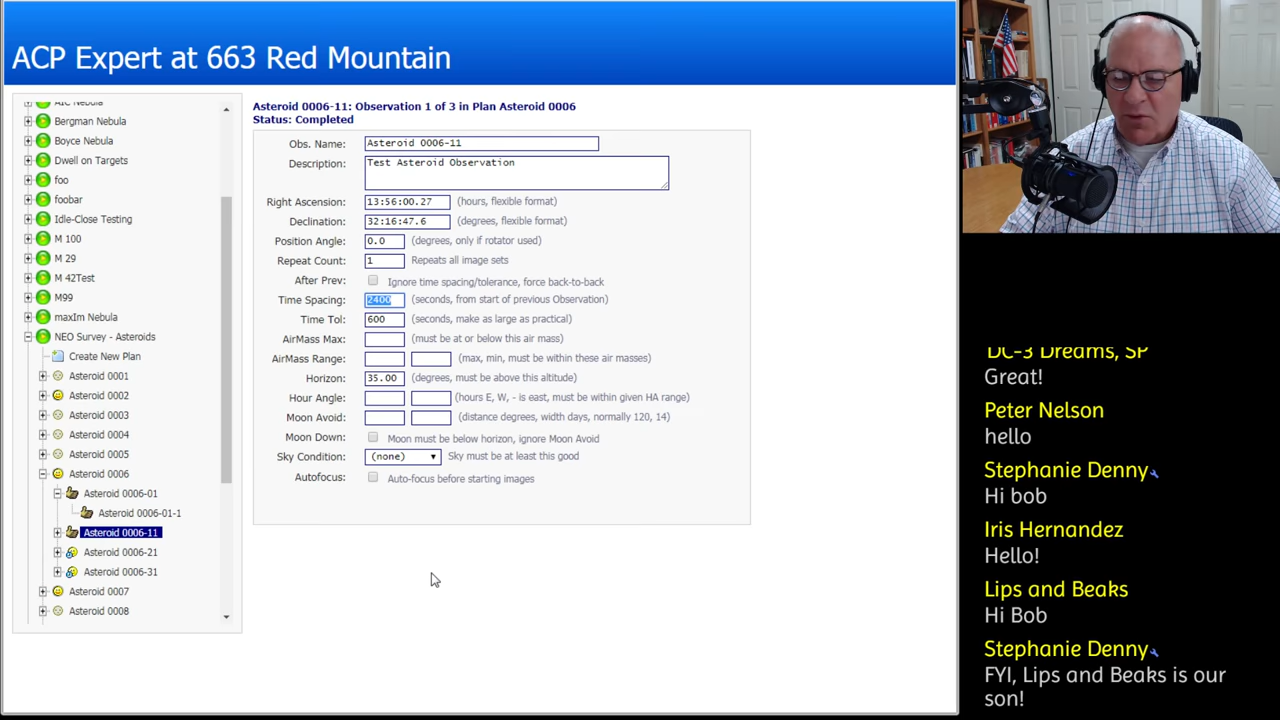 ACP Expert at 663 Red Mountain
AIC Nebula
Bergman Nebula
Boyce Nebula
Dwell on Targets
foo
foobar
Idle-Close Testing
M 100
M 29
M 42Test
M99
maxIm Nebula
NEO Survey - Asteroids
Create New Plan
Asteroid 0001
Asteroid 0002
Asteroid 0003
Asteroid 0004
Asteroid 0005
Asteroid 0006
Asteroid 0006-01
Asteroid 0006-01-1
Asteroid 0006-11
Asteroid 0006-21
Asteroid 0006-31
Asteroid 0007
Asteroid 0008
Asteroid 0006-11: Observation 1 of 3 in Plan Asteroid 0006
Status: Completed
Obs. Name: Asteroid 0006-11
Description: Test Asteroid Observation
Right Ascension: 13:56:00.27 (hours, flexible format)
Declination: 32:16:47.6 (degrees, flexible format)
Position Angle: 0.0 (degrees, only if rotator used)
Repeat Count: 1 Repeats all image sets
After Prev: Ignore time spacing/tolerance, force back-to-back
Time Spacing: 2400 (seconds, from start of previous Observation)
Time Tol: 600 (seconds, make as large as practical)
AirMass Max: (must be at or below this air mass)
AirMass Range: (max, min, must be within these air masses)
Horizon: 35.00 (degrees, must be above this altitude)
Hour Angle: (hours E, W, - is east, must be within given HA range)
Moon Avoid: (distance degrees, width days, normally 120, 14)
Moon Down: Moon must be below horizon, ignore Moon Avoid
Sky Condition: (none) Sky must be at least this good
Autofocus: Auto-focus before starting images
DC-3 Dreams, SP
Great!
Peter Nelson
hello
Stephanie Denny
Hi bob
Iris Hernandez
Hello!
Lips and Beaks
Hi Bob
Stephanie Denny
FYI, Lips and Beaks is our
son!